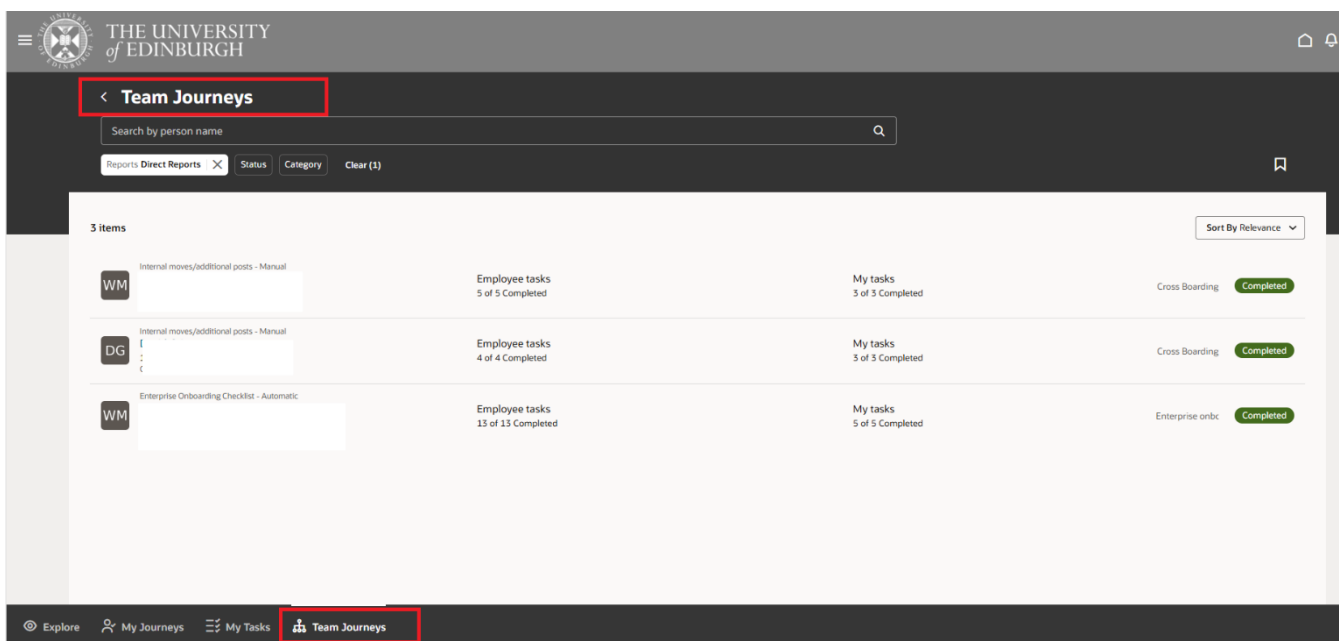 THE UNIVERSITY
of EDINBURGH
Team Journeys
Search by person name
Reports Direct Reports Status Category Clear (1)
3 items
Sort By Relevance
Internal moves/additional posts - Manual
WM
Employee tasks
5 of 5 Completed
My tasks
3 of 3 Completed
Cross Boarding
Completed
Internal moves/additional posts - Manual
DG
Employee tasks
4 of 4 Completed
My tasks
3 of 3 Completed
Cross Boarding
Completed
Enterprise Onboarding Checklist - Automatic
WM
Employee tasks
13 of 13 Completed
My tasks
5 of 5 Completed
Enterprise onbc
Completed
Explore My Journeys My Tasks Team Journeys